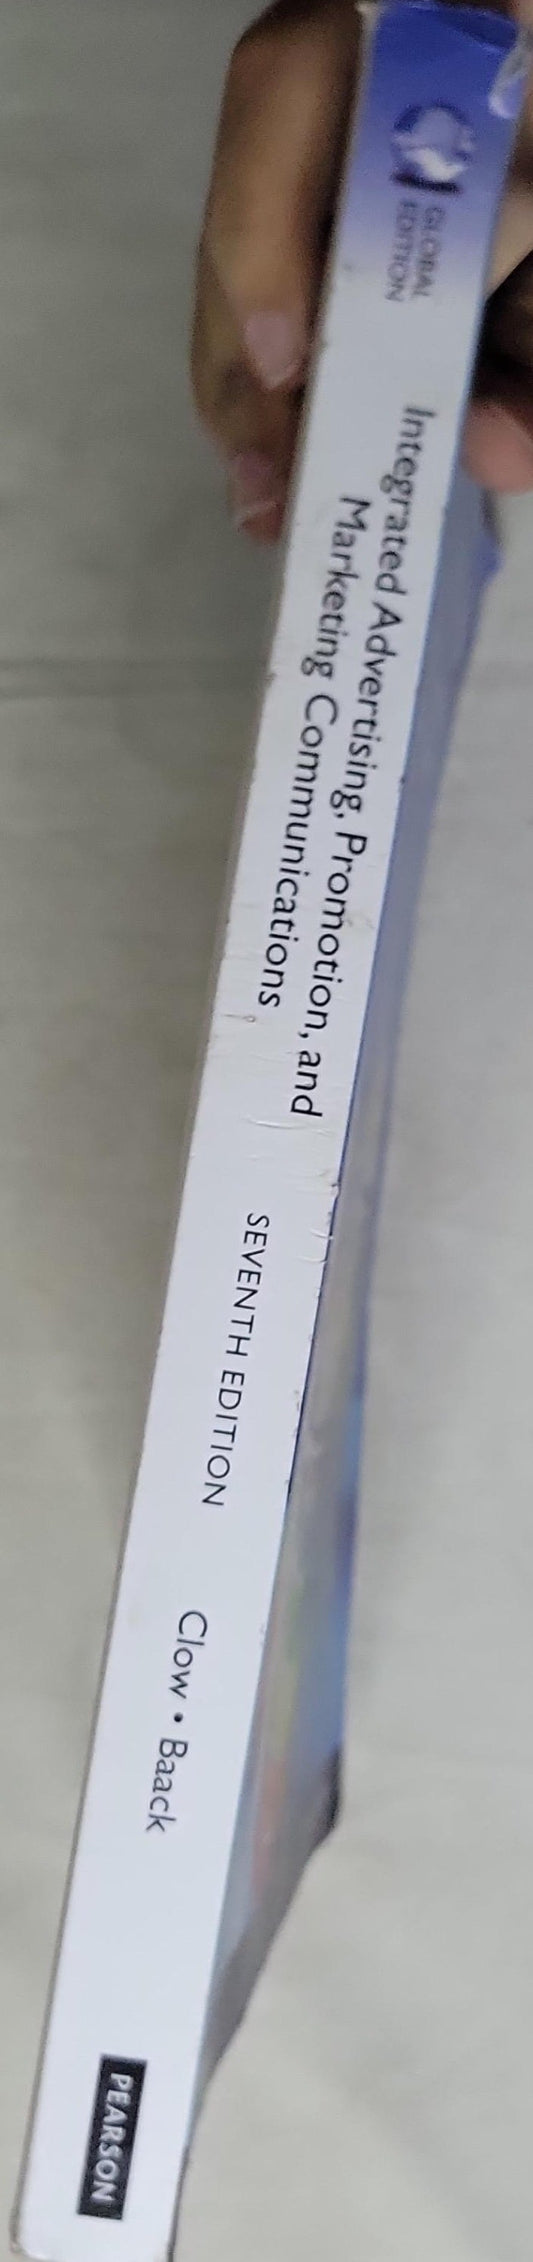 GLOBAL
EDITION
Integrated Advertising, Promotion, and
Marketing Communications
SEVENTH EDITION
Clow • Baack
PEARSON